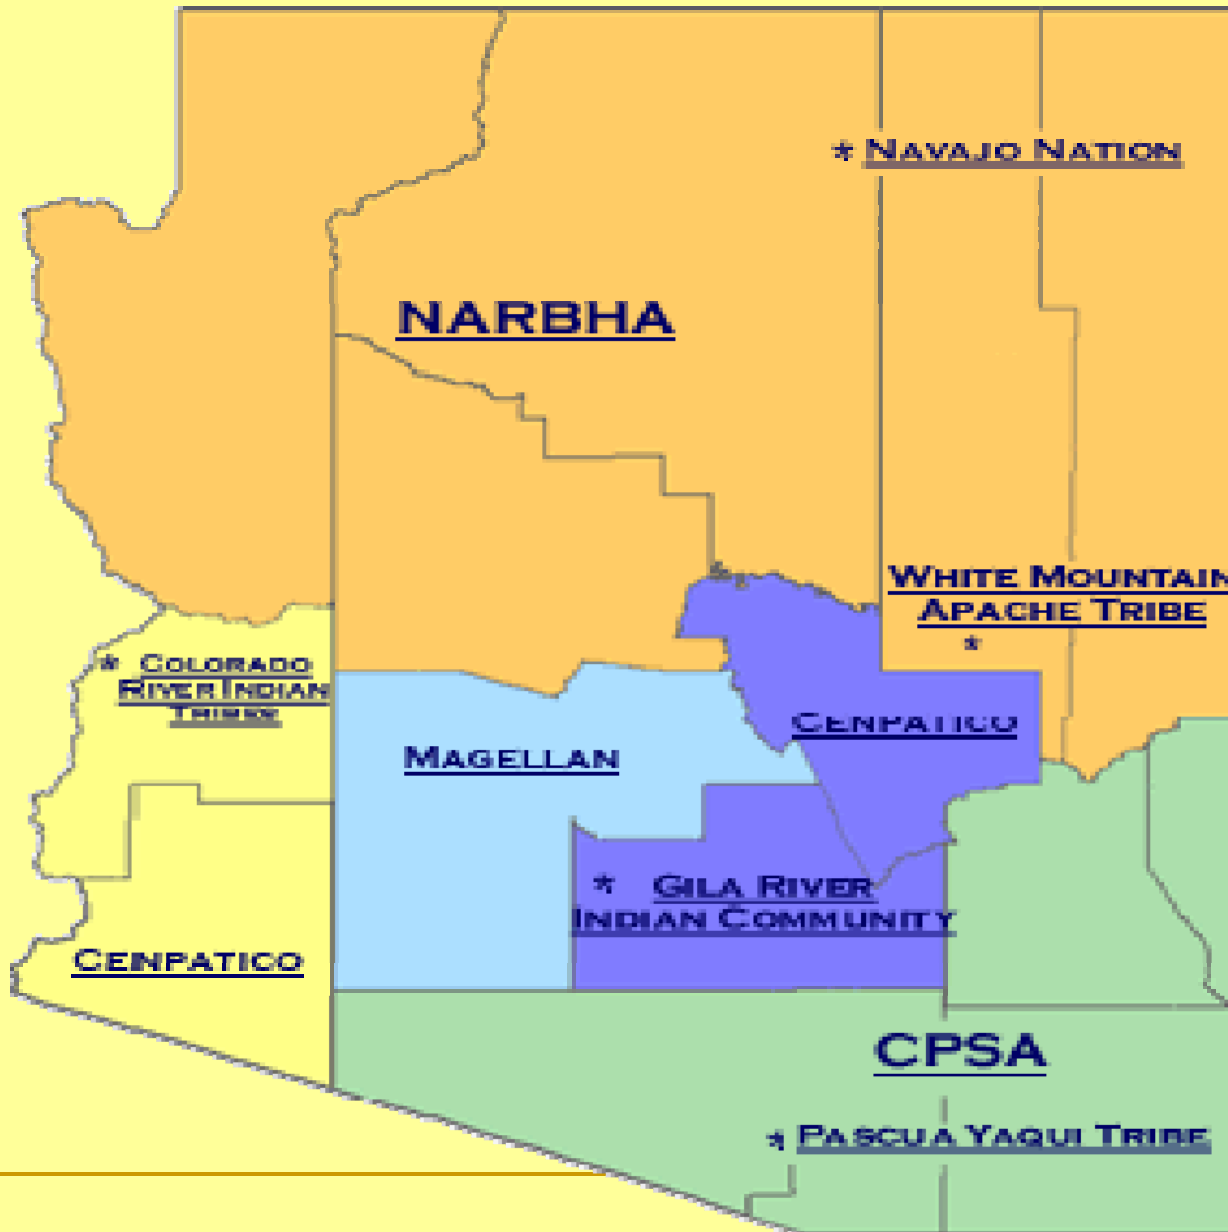 * NAVAJO NATION
NARBHA
WHITE MOUNTAIN
APACHE TRIBE
*
* COLORADO
RIVER INDIAN
TRIBES
CENPATICO
MAGELLAN
* GILA RIVER
INDIAN COMMUNITY
CENPATICO
CPSA
* PASCUA YAQUI TRIBE